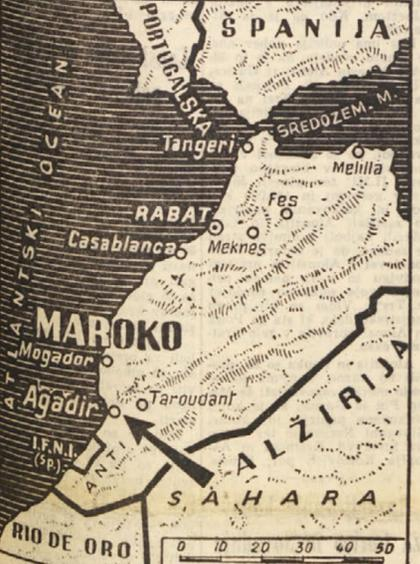 ŠPANIJA
PORTUGALSKA
SREDOZEM. M.
ATLANTSKI OCEAN
Tangeri
Melilla
Fes
RABAT
Meknes
Casablanca
MAROKO
Mogador
Agadir
Taroudant
I.F.N.I.
(šp.)
ANTI
ALŽIRIJA
SAHARA
RIO DE ORO
0 10 20 30 40 50